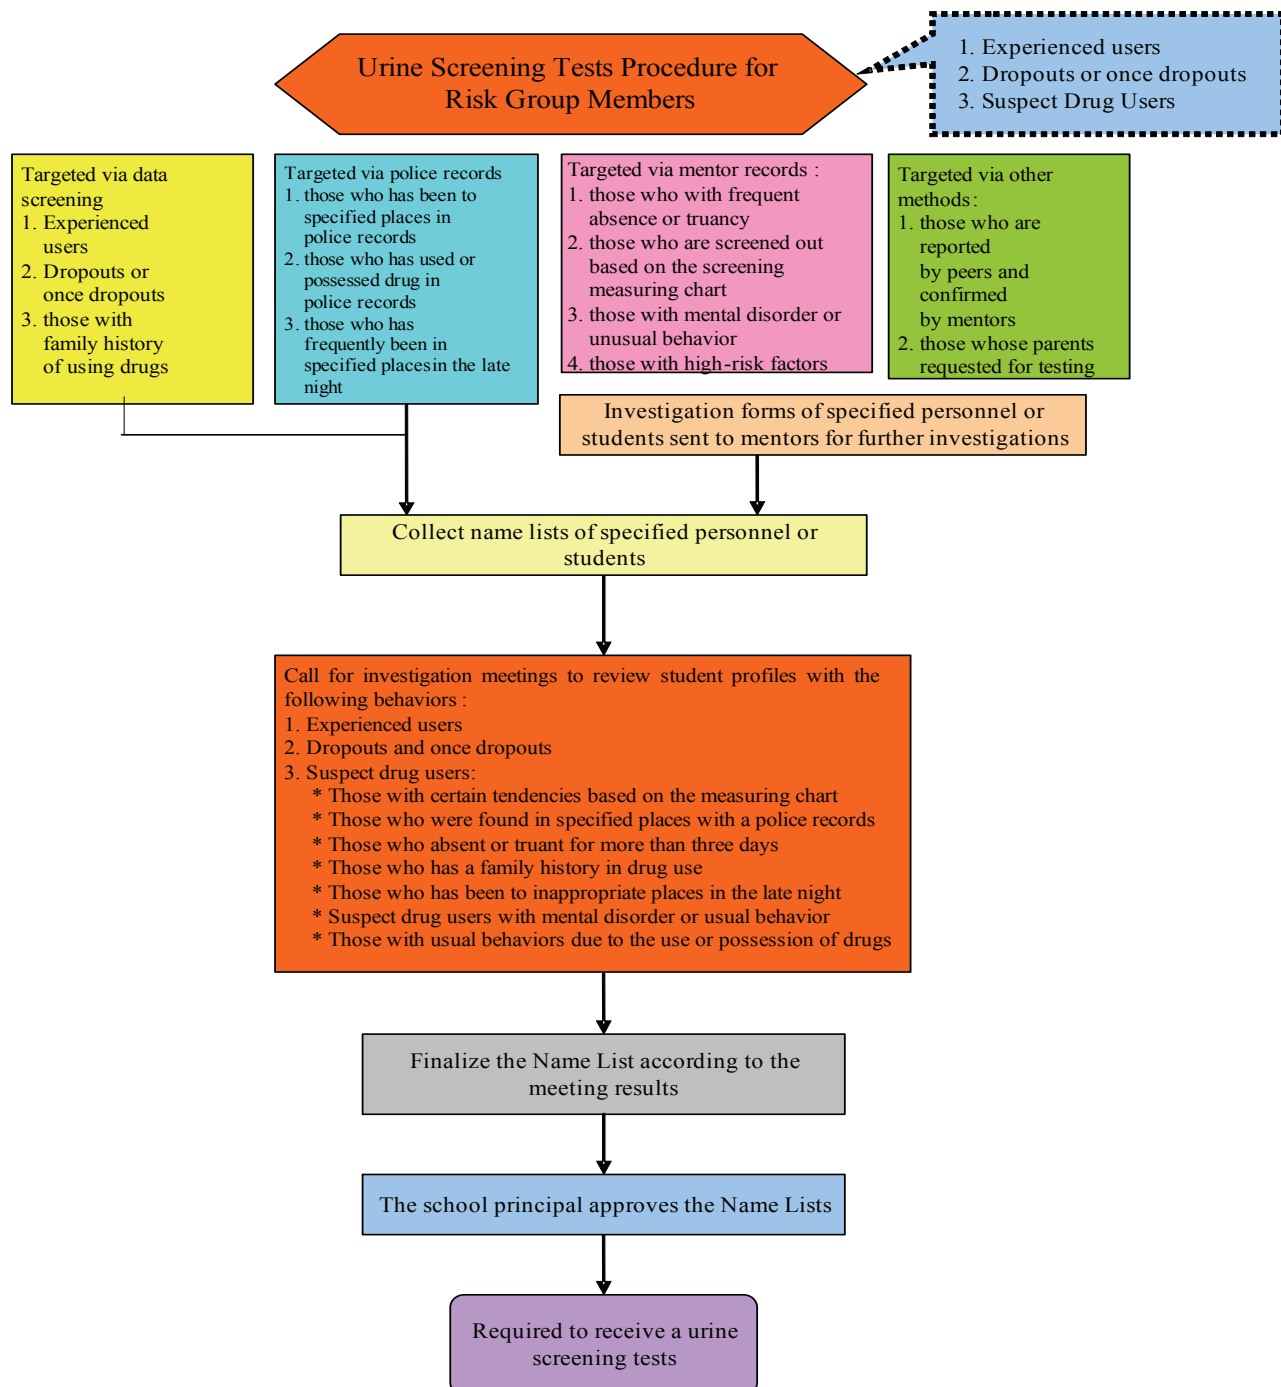 Urine Screening Tests Procedure for
Risk Group Members
1. Experienced users
2. Dropouts or once dropouts
3. Suspect Drug Users
Targeted via data
screening
1. Experienced
users
2. Dropouts or
once dropouts
3. those with
family history
of using drugs
Targeted via police records
1. those who has been to
specified places in
police records
2. those who has used or
possessed drug in
police records
3. those who has
frequently been in
specified places in the late
night
Targeted via mentor records :
1. those who with frequent
absence or truancy
2. those who are screened out
based on the screening
measuring chart
3. those with mental disorder or
unusual behavior
4. those with high-risk factors
Targeted via other
methods :
1. those who are
reported
by peers and
confirmed
by mentors
2. those whose parents
requested for testing
Investigation forms of specified personnel or
students sent to mentors for further investigations
Collect name lists of specified personnel or
students
Call for investigation meetings to review student profiles with the
following behaviors :
1. Experienced users
2. Dropouts and once dropouts
3. Suspect drug users:
* Those with certain tendencies based on the measuring chart
* Those who were found in specified places with a police records
* Those who absent or truant for more than three days
* Those who has a family history in drug use
* Those who has been to inappropriate places in the late night
* Suspect drug users with mental disorder or usual behavior
* Those with usual behaviors due to the use or possession of drugs
Finalize the Name List according to the
meeting results
The school principal approves the Name Lists
Required to receive a urine
screening tests